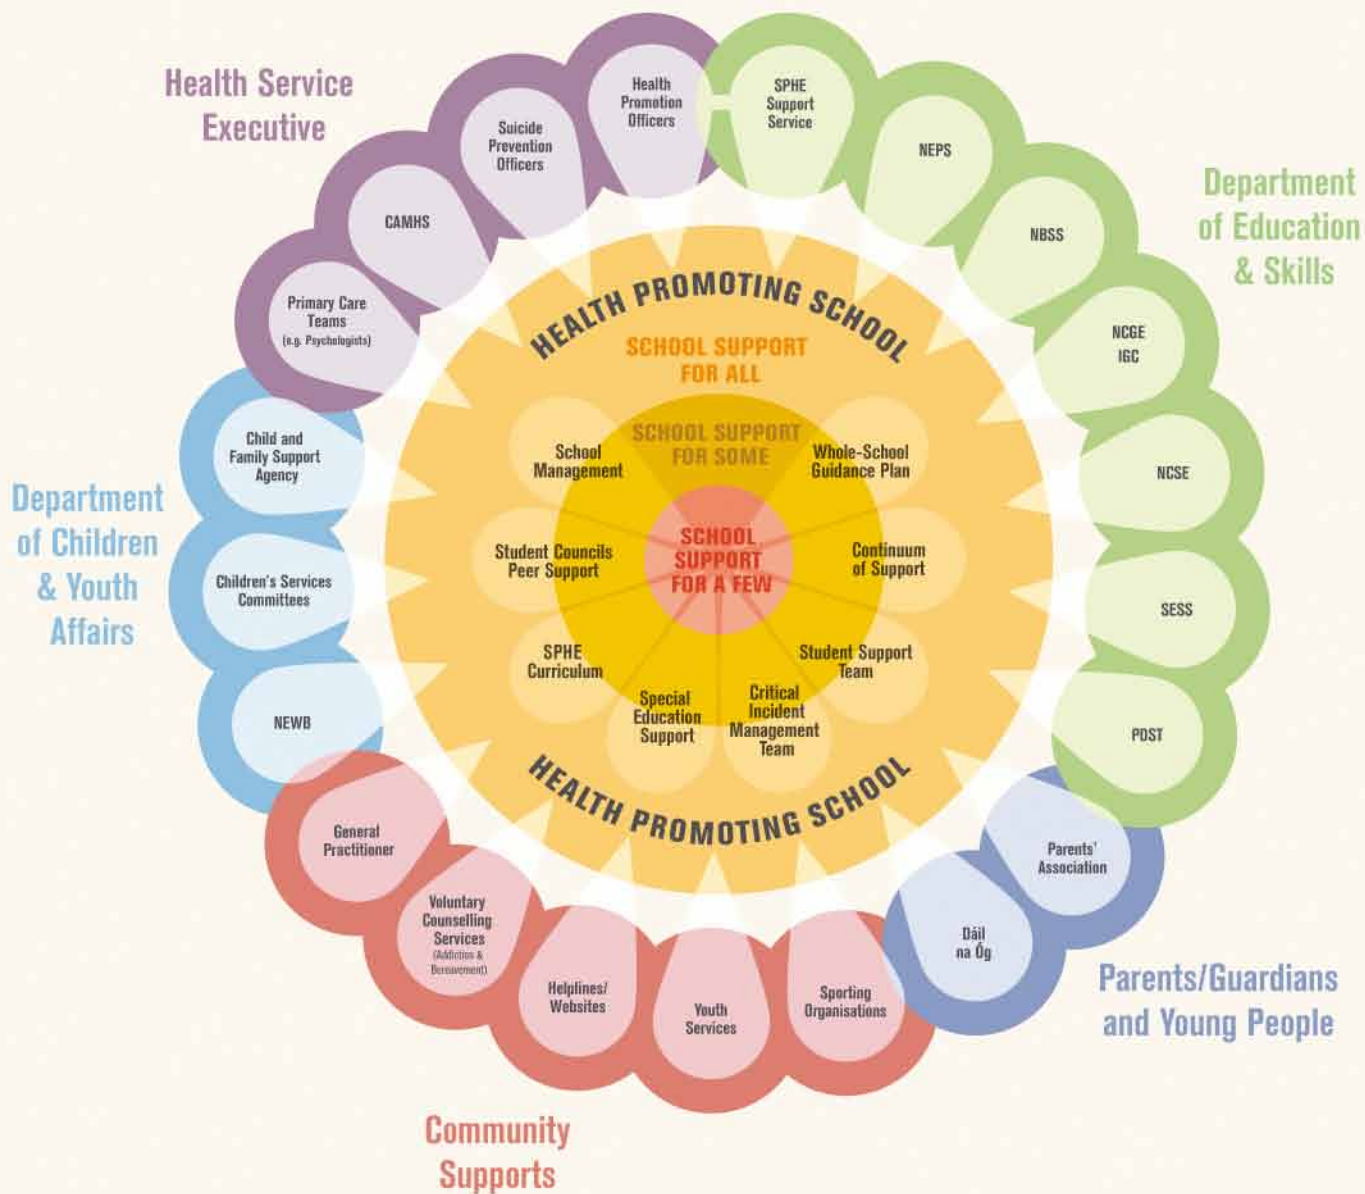 Health Service
Executive
Health
Promotion
Officers
Suicide
Prevention
Officers
CAMHS
Primary Care
Teams
(e.g. Psychologists)
SPHE
Support
Service
NEPS
NBSS
NCGE
IGC
NCSE
SESS
PDST
Department
of Education
& Skills
Department
of Children
& Youth
Affairs
Child and
Family Support
Agency
Children's Services
Committees
NEWB
HEALTH PROMOTING SCHOOL
SCHOOL SUPPORT
FOR ALL
SCHOOL SUPPORT
FOR SOME
SCHOOL
SUPPORT
FOR A FEW
School
Management
Whole-School
Guidance Plan
Student Councils
Peer Support
Continuum
of Support
SPHE
Curriculum
Student Support
Team
Special
Education
Support
Critical
Incident
Management
Team
HEALTH PROMOTING SCHOOL
General
Practitioner
Voluntary
Counselling
Services
(Addiction &
Bereavement)
Helplines/
Websites
Youth
Services
Sporting
Organisations
Dáil
na Óg
Parents'
Association
Parents/Guardians
and Young People
Community
Supports